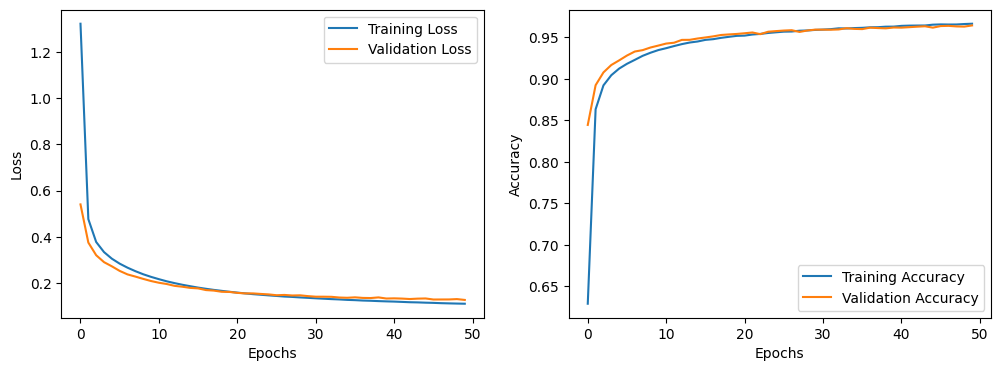 Training Loss
Validation Loss
1.2
1.0
0.8
0.6
0.4
0.2
Loss
0 10 20 30 40 50
Epochs
0.95
0.90
0.85
0.80
0.75
0.70
0.65
Accuracy
Training Accuracy
Validation Accuracy
0 10 20 30 40 50
Epochs